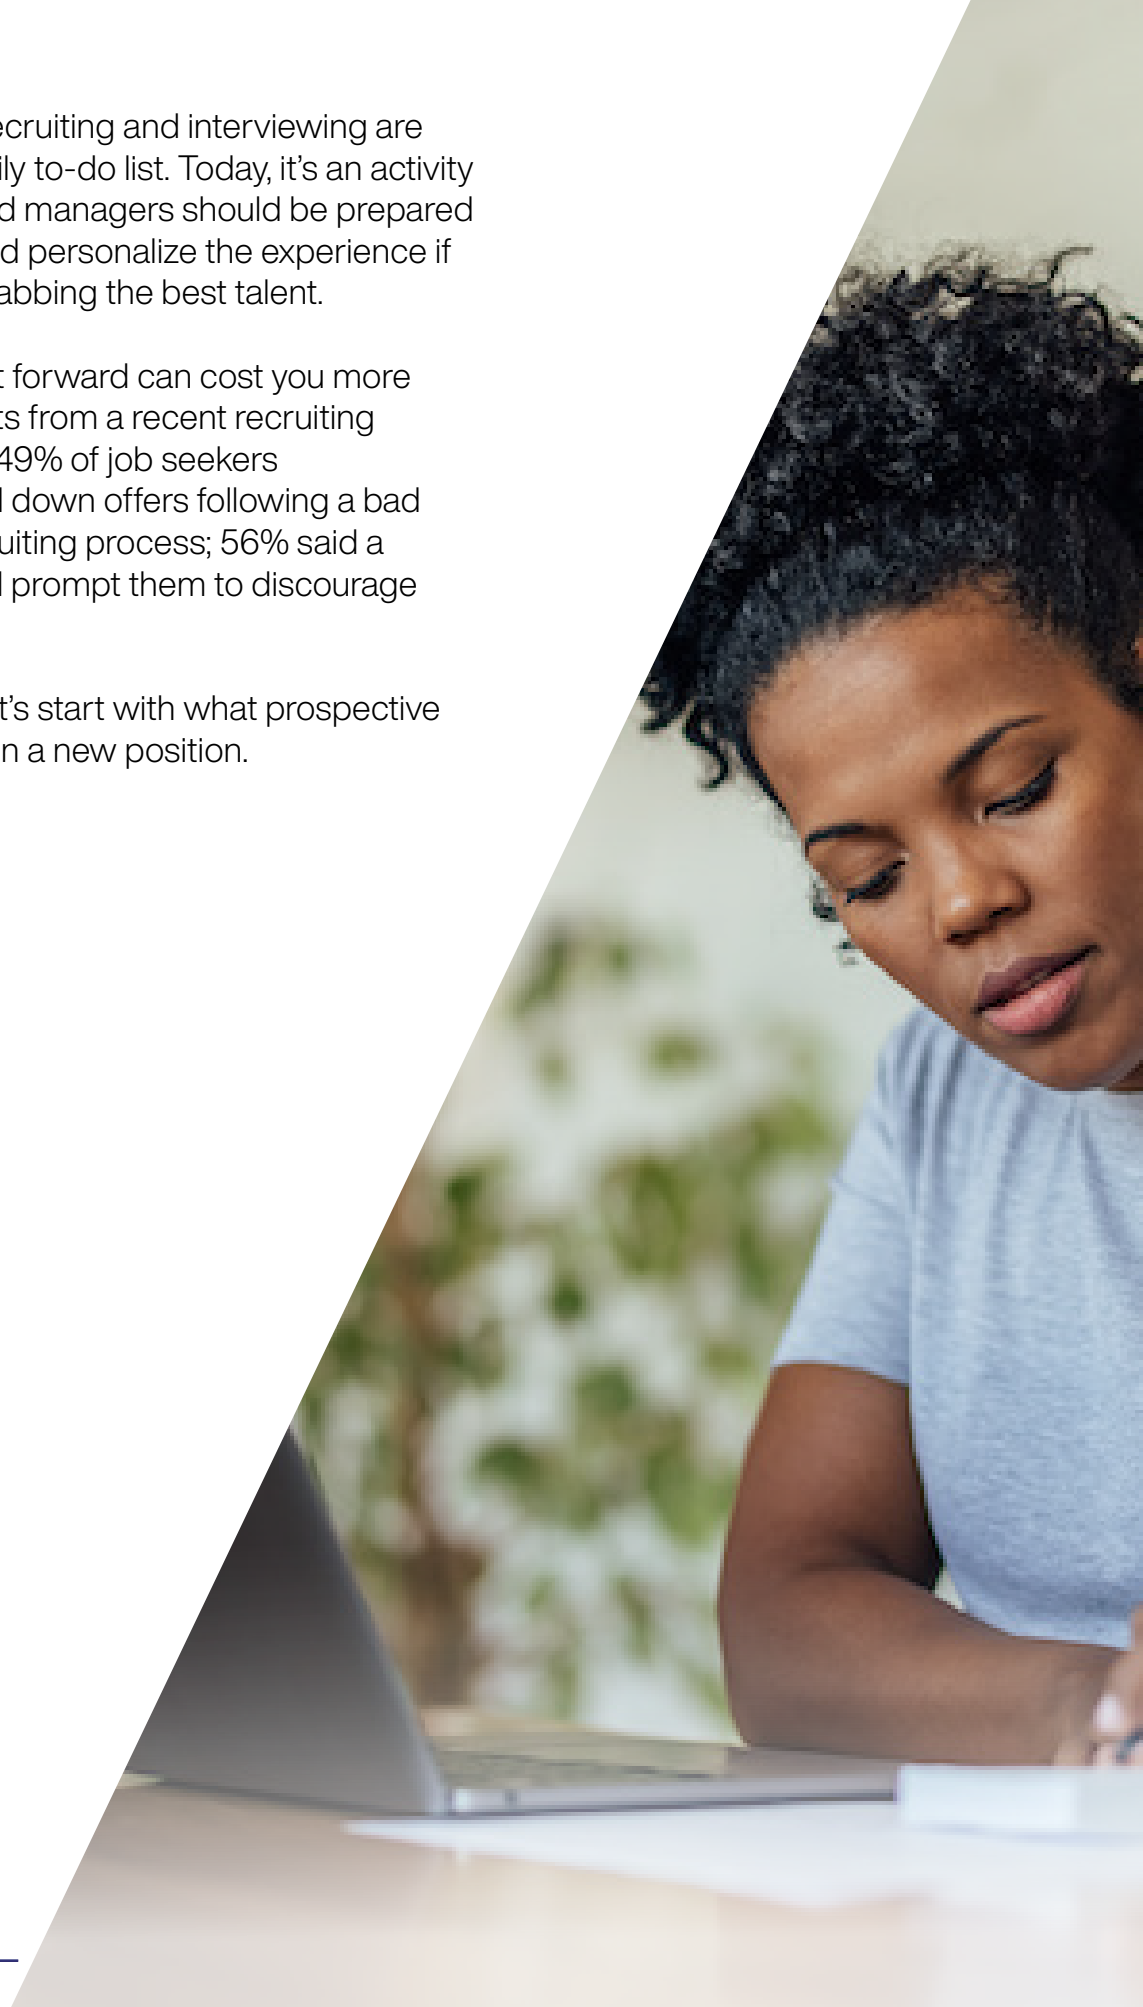 ecruiting and interviewing are
ily to-do list. Today, it’s an activity
d managers should be prepared
d personalize the experience if
abbing the best talent.
t forward can cost you more
ts from a recent recruiting
49% of job seekers
down offers following a bad
uiting process; 56% said a
prompt them to discourage
t’s start with what prospective
n a new position.